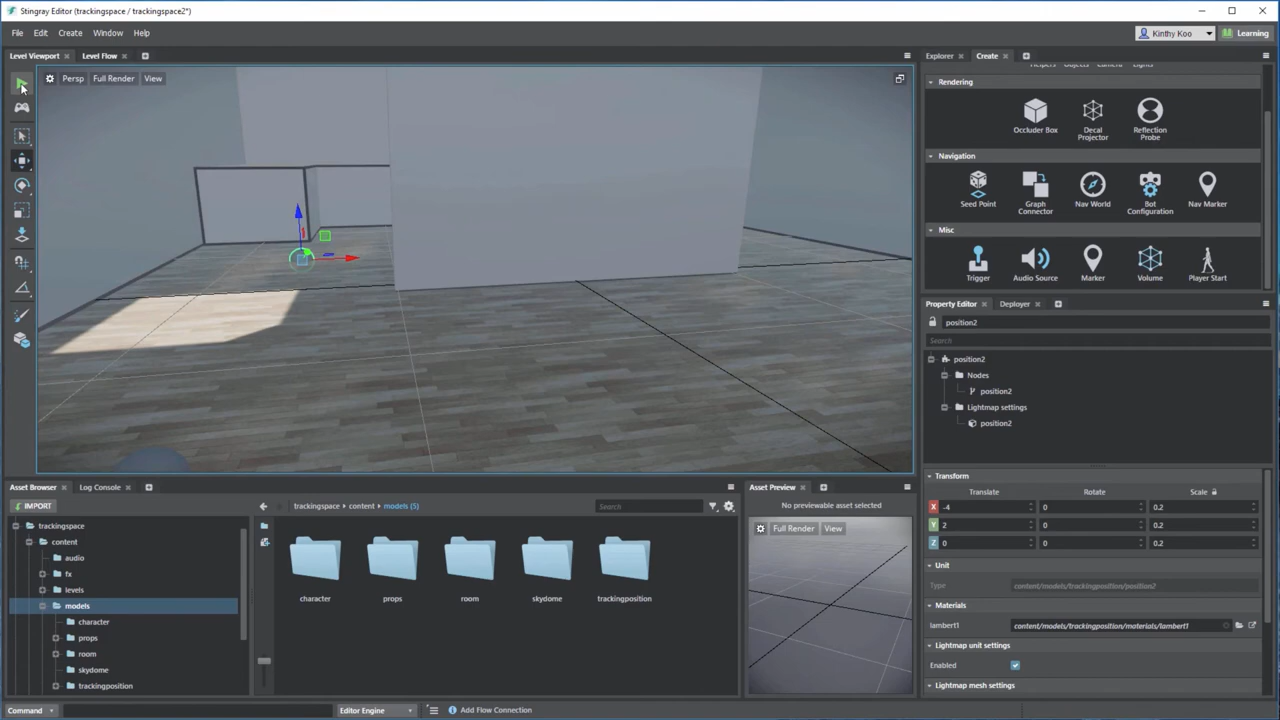 Stingray Editor (trackingspace / trackingspace2*)
File Edit Create Window Help
Kinthy Koo Learning
Level Viewport Level Flow
Explorer Create
Persp Full Render View
Rendering
Occluder Box Decal Projector Reflection Probe
Navigation
Seed Point Graph Connector Nav World Bot Configuration Nav Marker
Misc
Trigger Audio Source Marker Volume Player Start
Property Editor Deployer
position2
Search
position2
Nodes
position2
Lightmap settings
position2
Transform
Translate Rotate Scale
X -4 0 0.2
Y 2 0 0.2
Z 0 0 0.2
Unit
Type content/models/trackingposition/position2
Materials
lambert1 content/models/trackingposition/materials/lambert1
Lightmap unit settings
Enabled
Lightmap mesh settings
Asset Browser Log Console
IMPORT
trackingspace content models (5)
Search
trackingspace
content
audio
fx
levels
models
character
props
room
skydome
trackingposition
character props room skydome trackingposition
Asset Preview
No previewable asset selected
Full Render View
Command
Editor Engine
Add Flow Connection